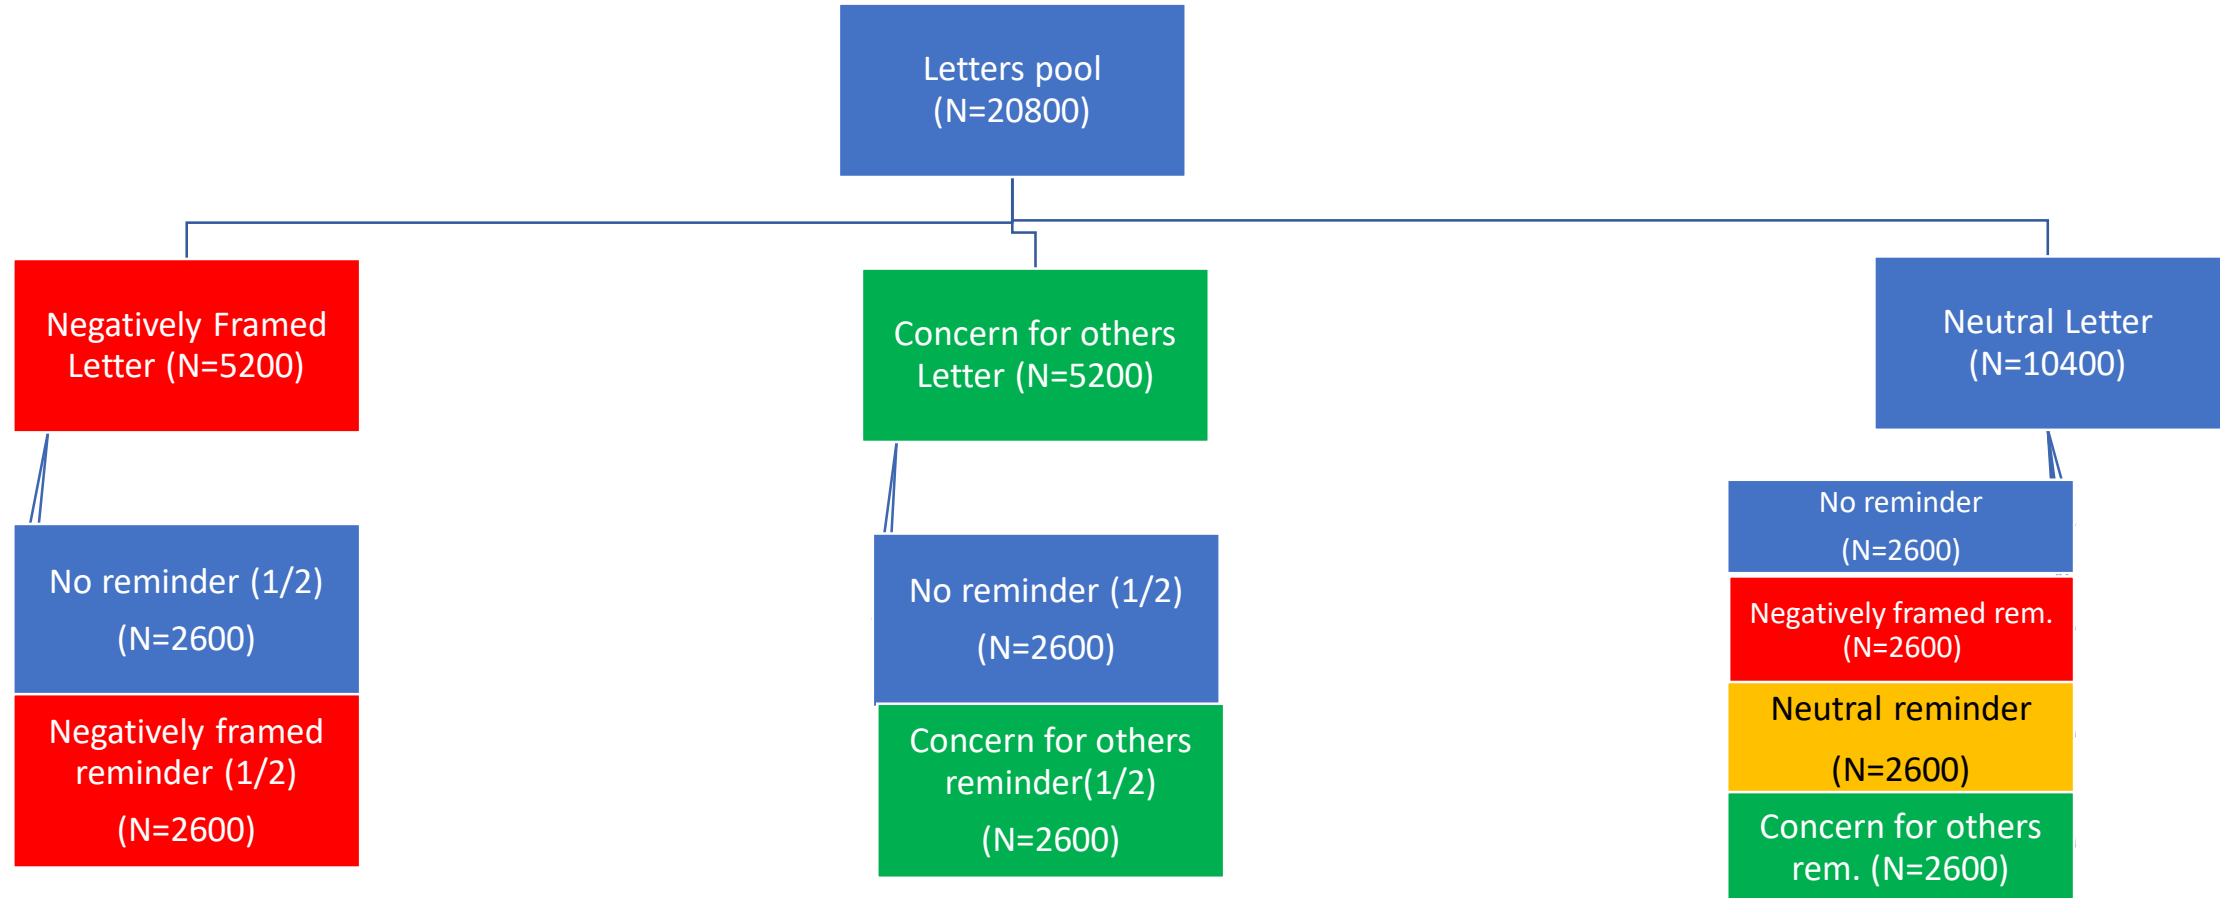 Letters pool
(N=20800)
Negatively Framed
Letter (N=5200)
Concern for others
Letter (N=5200)
Neutral Letter
(N=10400)
No reminder (1/2)
(N=2600)
Negatively framed
reminder (1/2)
(N=2600)
No reminder (1/2)
(N=2600)
Concern for others
reminder(1/2)
(N=2600)
No reminder
(N=2600)
Negatively framed rem.
(N=2600)
Neutral reminder
(N=2600)
Concern for others
rem. (N=2600)